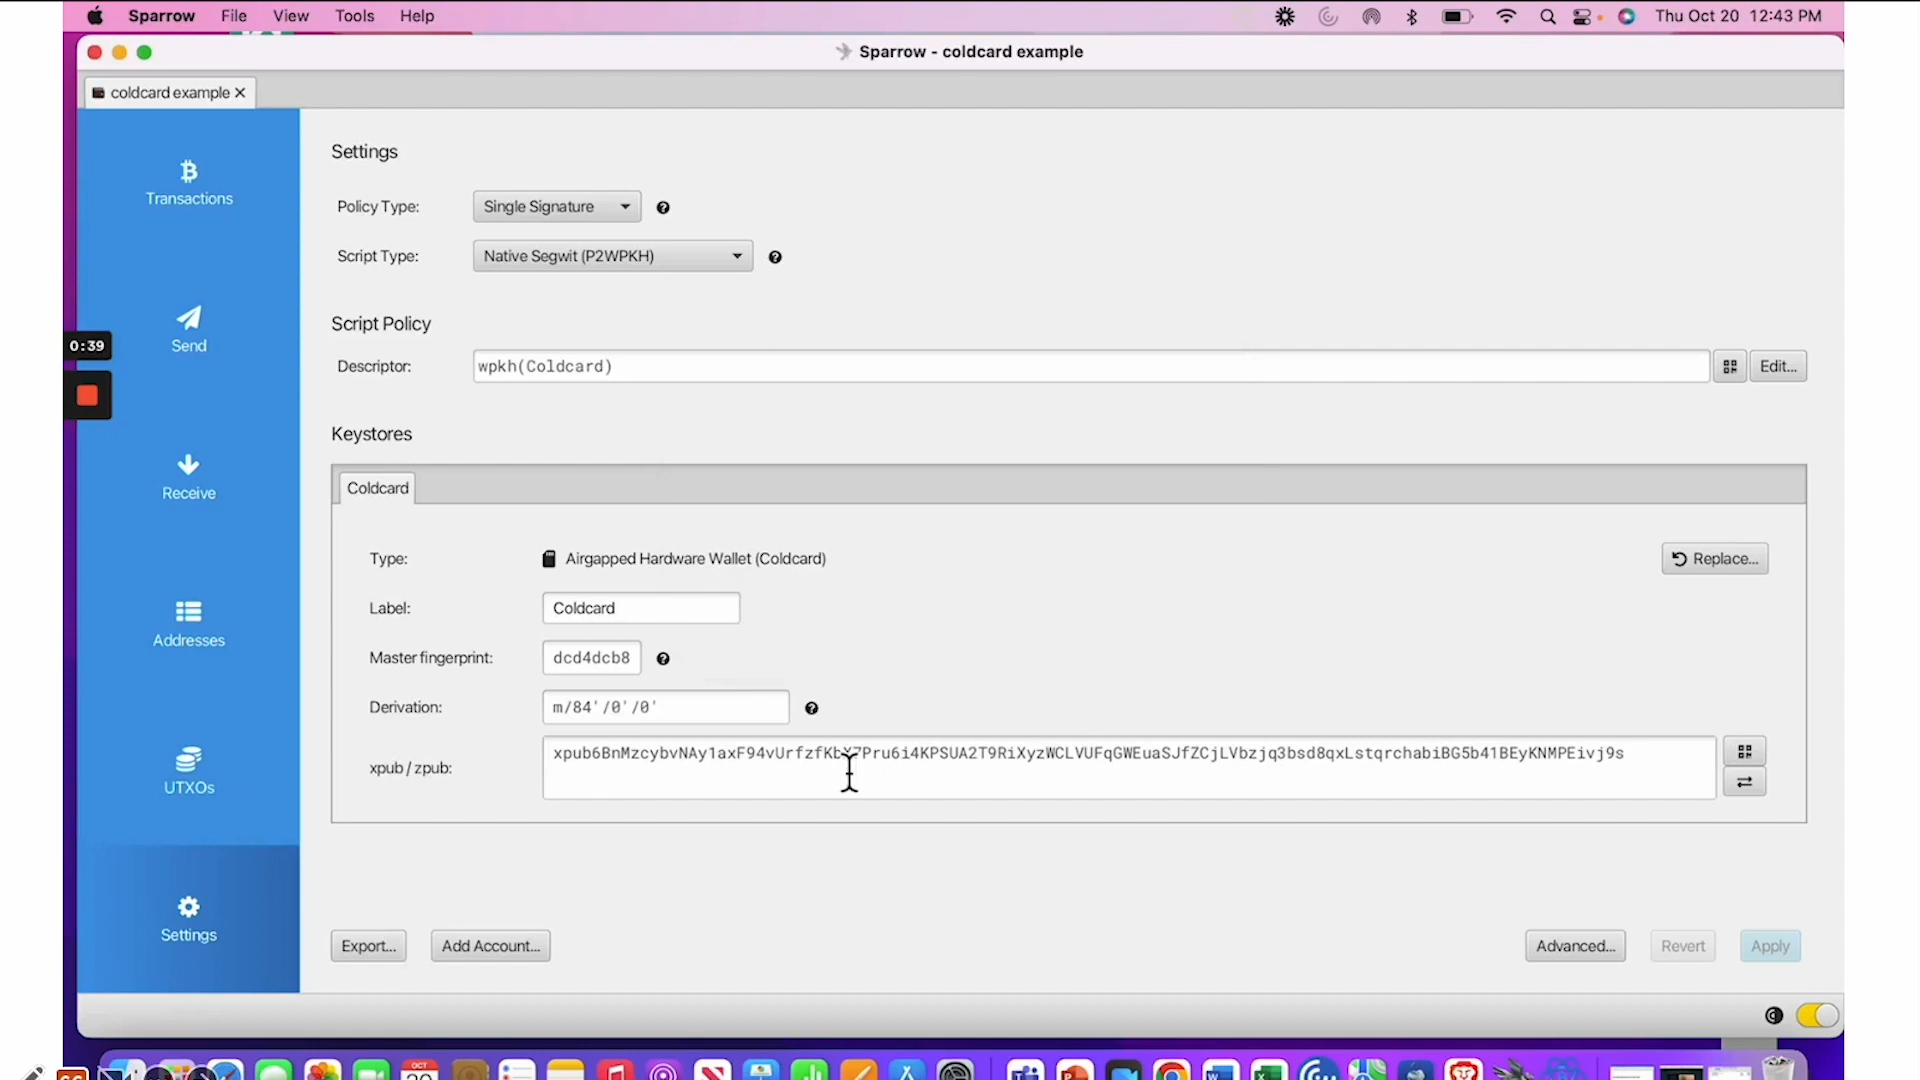 Sparrow File View Tools Help Thu Oct 20 12:43 PM
Sparrow - coldcard example
coldcard example
Transactions
Send
Receive
Addresses
UTXOs
Settings
0:39
Settings
Policy Type: Single Signature
Script Type: Native Segwit (P2WPKH)
Script Policy
Descriptor: wpkh(Coldcard) Edit...
Keystores
Coldcard
Type: Airgapped Hardware Wallet (Coldcard) Replace...
Label: Coldcard
Master fingerprint: dcd4dcb8
Derivation: m/84'/0'/0'
xpub / zpub:
Export... Add Account... Advanced... Revert Apply
OCT